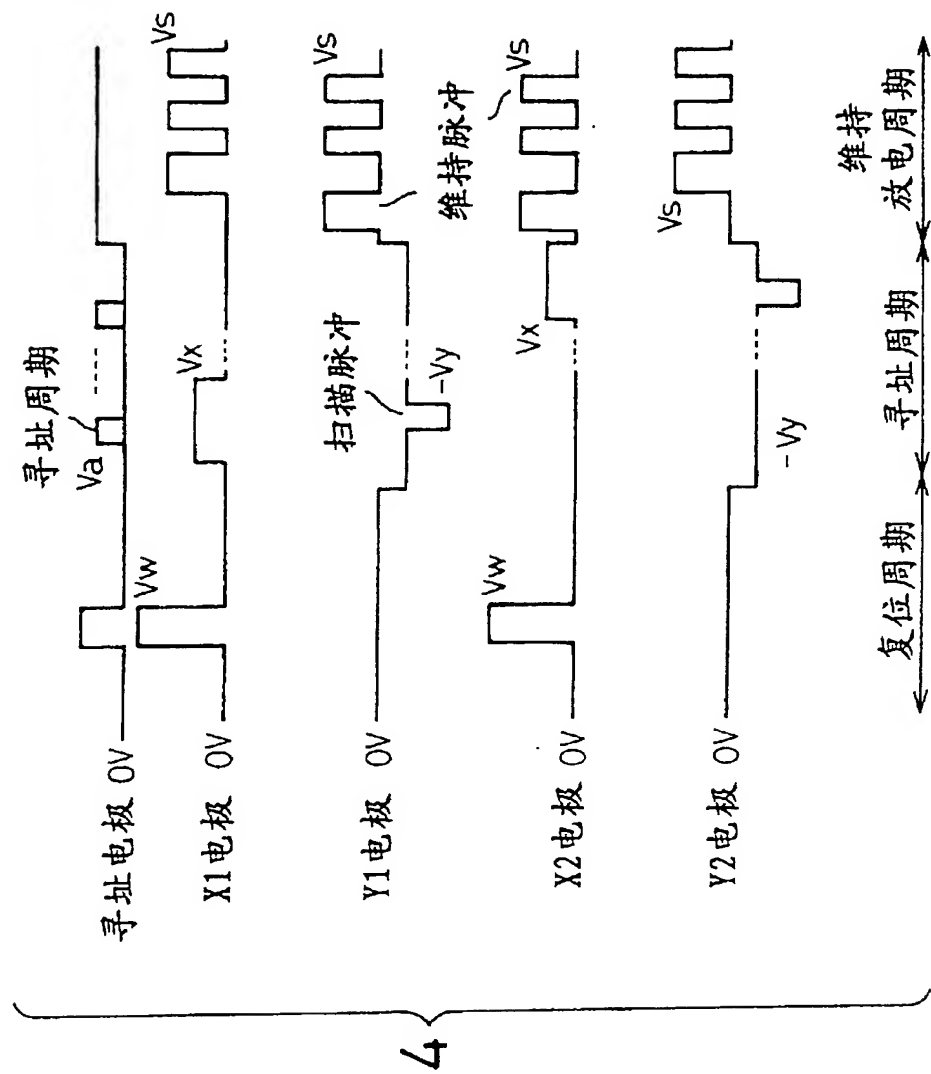 寻址电极 0V
Va
寻址周期
X1电极 0V
Vw
Vx
Vs
Y1电极 0V
扫描脉冲
-Vy
维持脉冲
Vs
X2电极 0V
Vw
Vx
Vs
Y2电极 0V
-Vy
Vs
复位周期
寻址周期
维持
放电周期
4